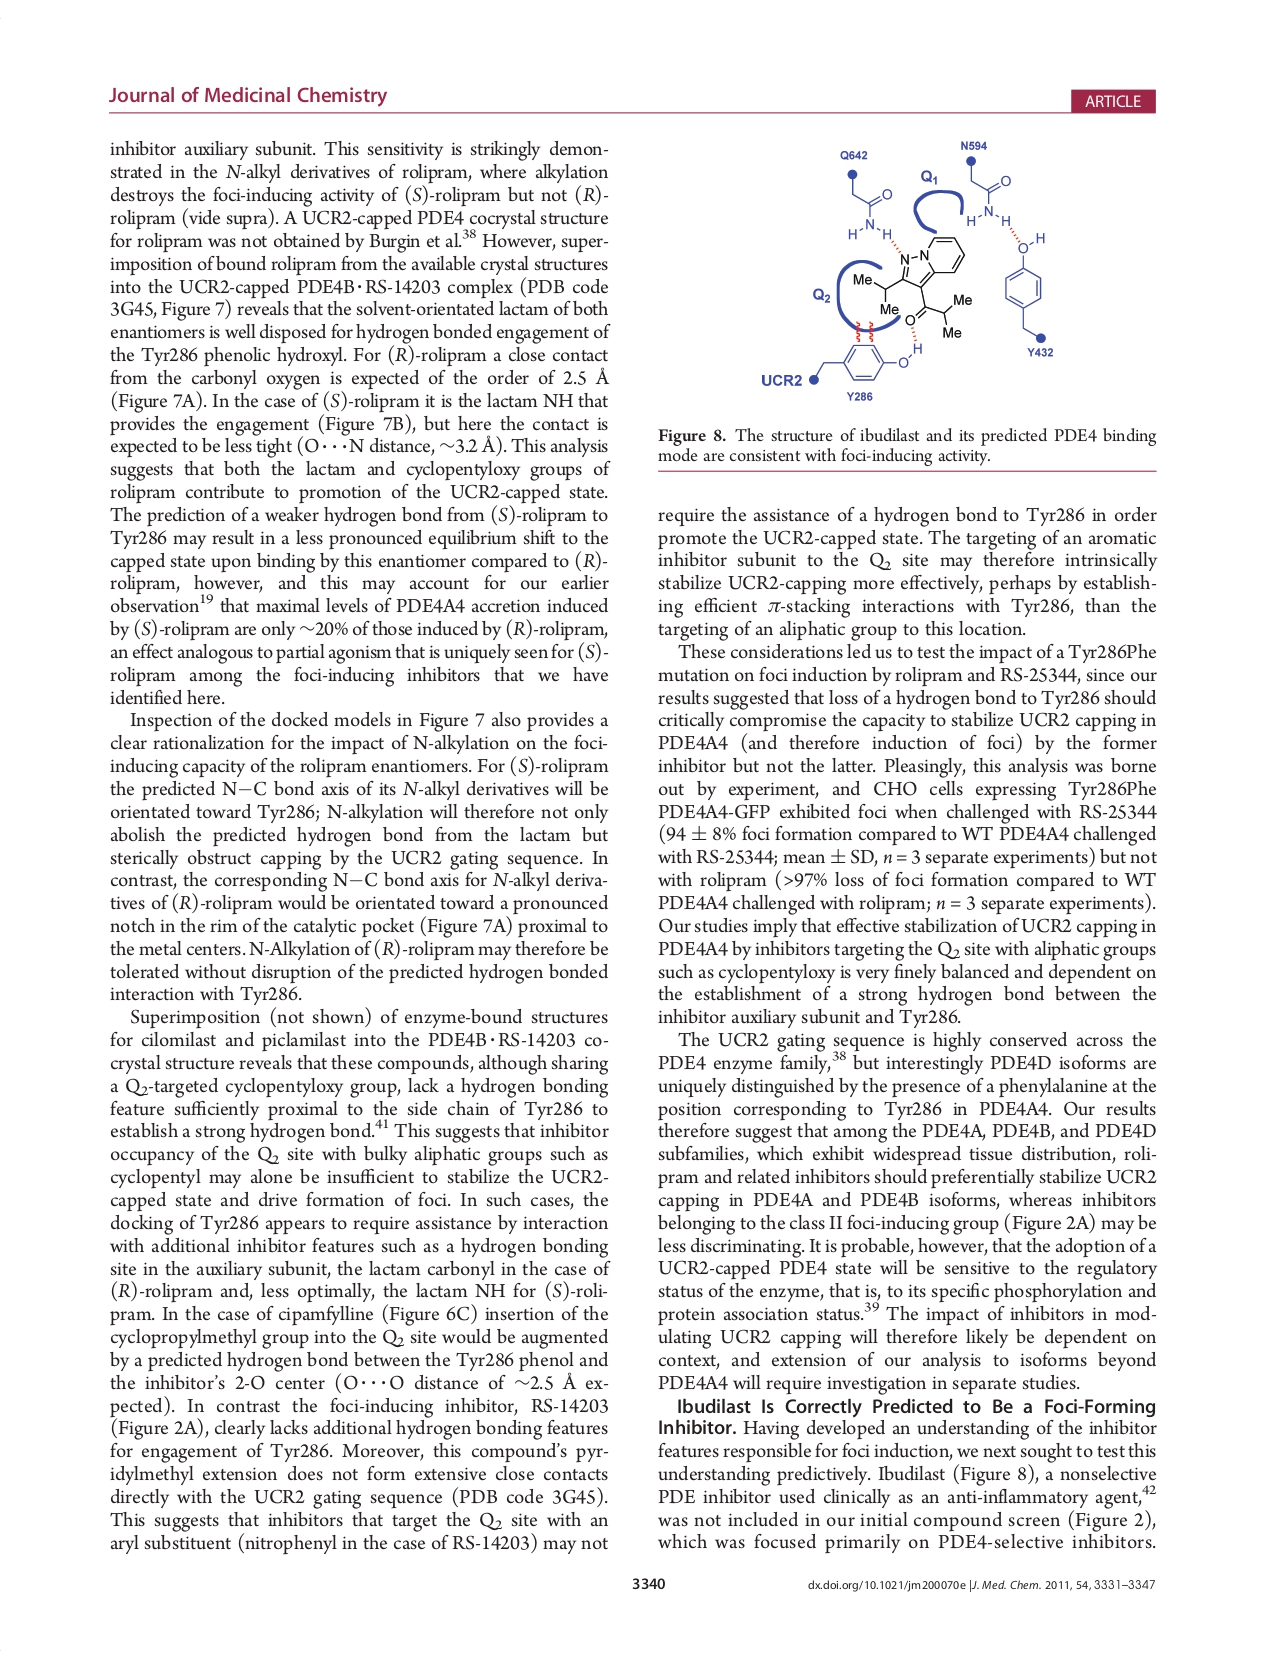 Journal of Medicinal Chemistry
ARTICLE
inhibitor auxiliary subunit. This sensitivity is strikingly demon-
strated in the N-alkyl derivatives of rolipram, where alkylation
destroys the foci-inducing activity of (S)-rolipram but not (R)-
rolipram (vide supra). A UCR2-capped PDE4 cocrystal structure
for rolipram was not obtained by Burgin et al.38 However, super-
imposition of bound rolipram from the available crystal structures
into the UCR2-capped PDE4B·RS-14203 complex (PDB code
3G45, Figure 7) reveals that the solvent-orientated lactam of both
enantiomers is well disposed for hydrogen bonded engagement of
the Tyr286 phenolic hydroxyl. For (R)-rolipram a close contact
from the carbonyl oxygen is expected of the order of 2.5 Å
(Figure 7A). In the case of (S)-rolipram it is the lactam NH that
provides the engagement (Figure 7B), but here the contact is
expected to be less tight (O···N distance, ~3.2 Å). This analysis
suggests that both the lactam and cyclopentyloxy groups of
rolipram contribute to promotion of the UCR2-capped state.
The prediction of a weaker hydrogen bond from (S)-rolipram to
Tyr286 may result in a less pronounced equilibrium shift to the
capped state upon binding by this enantiomer compared to (R)-
rolipram, however, and this may account for our earlier
observation19 that maximal levels of PDE4A4 accretion induced
by (S)-rolipram are only ~20% of those induced by (R)-rolipram,
an effect analogous to partial agonism that is uniquely seen for (S)-
rolipram among the foci-inducing inhibitors that we have
identified here.
Inspection of the docked models in Figure 7 also provides a
clear rationalization for the impact of N-alkylation on the foci-
inducing capacity of the rolipram enantiomers. For (S)-rolipram
the predicted N−C bond axis of its N-alkyl derivatives will be
orientated toward Tyr286; N-alkylation will therefore not only
abolish the predicted hydrogen bond from the lactam but
sterically obstruct capping by the UCR2 gating sequence. In
contrast, the corresponding N−C bond axis for N-alkyl deriva-
tives of (R)-rolipram would be orientated toward a pronounced
notch in the rim of the catalytic pocket (Figure 7A) proximal to
the metal centers. N-Alkylation of (R)-rolipram may therefore be
tolerated without disruption of the predicted hydrogen bonded
interaction with Tyr286.
Superimposition (not shown) of enzyme-bound structures
for cilomilast and piclamilast into the PDE4B·RS-14203 co-
crystal structure reveals that these compounds, although sharing
a Q2-targeted cyclopentyloxy group, lack a hydrogen bonding
feature sufficiently proximal to the side chain of Tyr286 to
establish a strong hydrogen bond.41 This suggests that inhibitor
occupancy of the Q2 site with bulky aliphatic groups such as
cyclopentyl may alone be insufficient to stabilize the UCR2-
capped state and drive formation of foci. In such cases, the
docking of Tyr286 appears to require assistance by interaction
with additional inhibitor features such as a hydrogen bonding
site in the auxiliary subunit, the lactam carbonyl in the case of
(R)-rolipram and, less optimally, the lactam NH for (S)-roli-
pram. In the case of cipamfylline (Figure 6C) insertion of the
cyclopropylmethyl group into the Q2 site would be augmented
by a predicted hydrogen bond between the Tyr286 phenol and
the inhibitor's 2-O center (O···O distance of ~2.5 Å ex-
pected). In contrast the foci-inducing inhibitor, RS-14203
(Figure 2A), clearly lacks additional hydrogen bonding features
for engagement of Tyr286. Moreover, this compound's pyr-
idylmethyl extension does not form extensive close contacts
directly with the UCR2 gating sequence (PDB code 3G45).
This suggests that inhibitors that target the Q2 site with an
aryl substituent (nitrophenyl in the case of RS-14203) may not
Q642
N594
Q1
O
O
N
H
H
N
H
H
H
O
N
N
Me
Q2
Me
Me
O
Me
H
O
Y432
UCR2
Y286
Figure 8. The structure of ibudilast and its predicted PDE4 binding
mode are consistent with foci-inducing activity.
require the assistance of a hydrogen bond to Tyr286 in order
promote the UCR2-capped state. The targeting of an aromatic
inhibitor subunit to the Q2 site may therefore intrinsically
stabilize UCR2-capping more effectively, perhaps by establish-
ing efficient π-stacking interactions with Tyr286, than the
targeting of an aliphatic group to this location.
These considerations led us to test the impact of a Tyr286Phe
mutation on foci induction by rolipram and RS-25344, since our
results suggested that loss of a hydrogen bond to Tyr286 should
critically compromise the capacity to stabilize UCR2 capping in
PDE4A4 (and therefore induction of foci) by the former
inhibitor but not the latter. Pleasingly, this analysis was borne
out by experiment, and CHO cells expressing Tyr286Phe
PDE4A4-GFP exhibited foci when challenged with RS-25344
(94 ± 8% foci formation compared to WT PDE4A4 challenged
with RS-25344; mean ± SD, n = 3 separate experiments) but not
with rolipram (>97% loss of foci formation compared to WT
PDE4A4 challenged with rolipram; n = 3 separate experiments).
Our studies imply that effective stabilization of UCR2 capping in
PDE4A4 by inhibitors targeting the Q2 site with aliphatic groups
such as cyclopentyloxy is very finely balanced and dependent on
the establishment of a strong hydrogen bond between the
inhibitor auxiliary subunit and Tyr286.
The UCR2 gating sequence is highly conserved across the
PDE4 enzyme family,38 but interestingly PDE4D isoforms are
uniquely distinguished by the presence of a phenylalanine at the
position corresponding to Tyr286 in PDE4A4. Our results
therefore suggest that among the PDE4A, PDE4B, and PDE4D
subfamilies, which exhibit widespread tissue distribution, roli-
pram and related inhibitors should preferentially stabilize UCR2
capping in PDE4A and PDE4B isoforms, whereas inhibitors
belonging to the class II foci-inducing group (Figure 2A) may be
less discriminating. It is probable, however, that the adoption of a
UCR2-capped PDE4 state will be sensitive to the regulatory
status of the enzyme, that is, to its specific phosphorylation and
protein association status.39 The impact of inhibitors in mod-
ulating UCR2 capping will therefore likely be dependent on
context, and extension of our analysis to isoforms beyond
PDE4A4 will require investigation in separate studies.
Ibudilast Is Correctly Predicted to Be a Foci-Forming
Inhibitor. Having developed an understanding of the inhibitor
features responsible for foci induction, we next sought to test this
understanding predictively. Ibudilast (Figure 8), a nonselective
PDE inhibitor used clinically as an anti-inflammatory agent,42
was not included in our initial compound screen (Figure 2),
which was focused primarily on PDE4-selective inhibitors.
3340
dx.doi.org/10.1021/jm200070e |J. Med. Chem. 2011, 54, 3331–3347